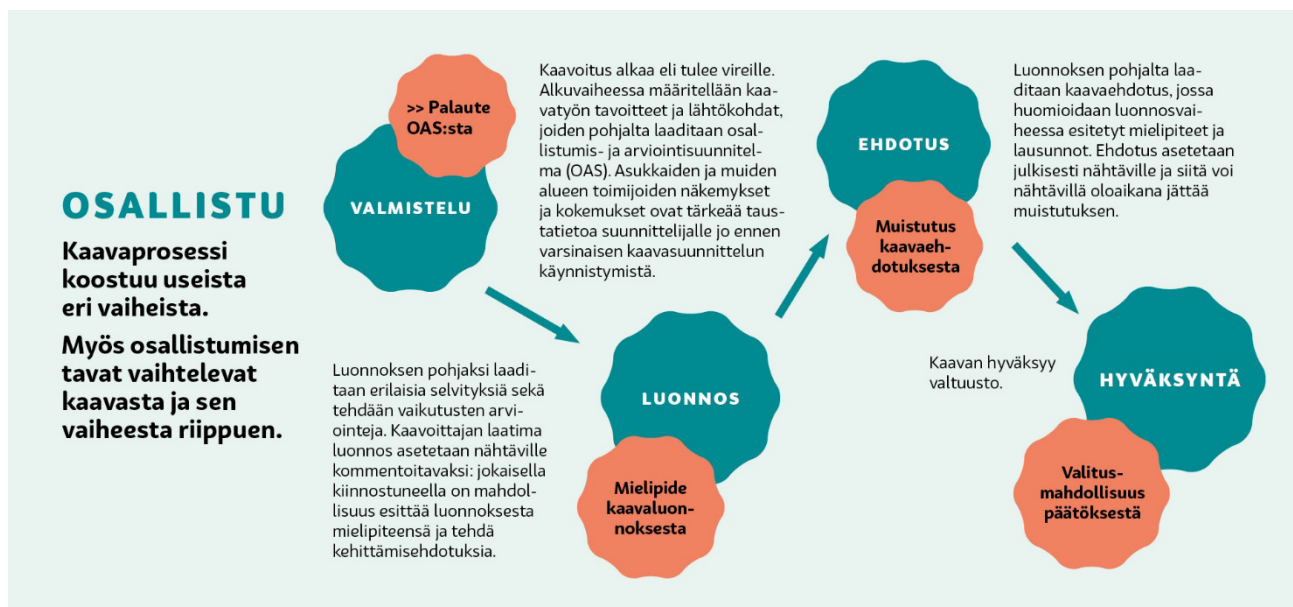 OSALLISTU
Kaavaprosessi
koostuu useista
eri vaiheista.
Myös osallistumisen
tavat vaihtelevat
kaavasta ja sen
vaiheesta riippuen.
>> Palaute
OAS:sta
VALMISTELU
Kaavoitus alkaa eli tulee vireille.
Alkuvaiheessa määritellään kaa-
vatyön tavoitteet ja lähtökohdat,
joiden pohjalta laaditaan osal-
listumis- ja arviointisuunnitel-
ma (OAS). Asukkaiden ja muiden
alueen toimijoiden näkemykset
ja kokemukset ovat tärkeää taus-
tatietoa suunnittelijalle jo ennen
varsinaisen kaavasuunnittelun
käynnistymistä.
Luonnoksen pohjaksi laadi-
taan erilaisia selvityksiä sekä
tehdään vaikutusten arvi-
ointeja. Kaavoittajan laatima
luonnos asetetaan nähtäville
kommentoitavaksi: jokaisella
kiinnostuneella on mahdol-
lisuus esittää luonnoksesta
mielipiteensä ja tehdä
kehittämisehdotuksia.
LUONNOS
Mielipide
kaavaluon-
noksesta
EHDOTUS
Muistutus
kaavaeh-
dotuksesta
Luonnoksen pohjalta laa-
ditaan kaavaehdotus, jossa
huomioidaan luonnosvai-
heessa esitetyt mielipiteet ja
lausunnot. Ehdotus asetetaan
julkisesti nähtäville ja siitä voi
nähtävillä oloaikana jättää
muistutuksen.
Kaavan hyväksyy
valtuusto.
HYVÄKSYNTÄ
Valitus-
mahdollisuus
päätöksestä